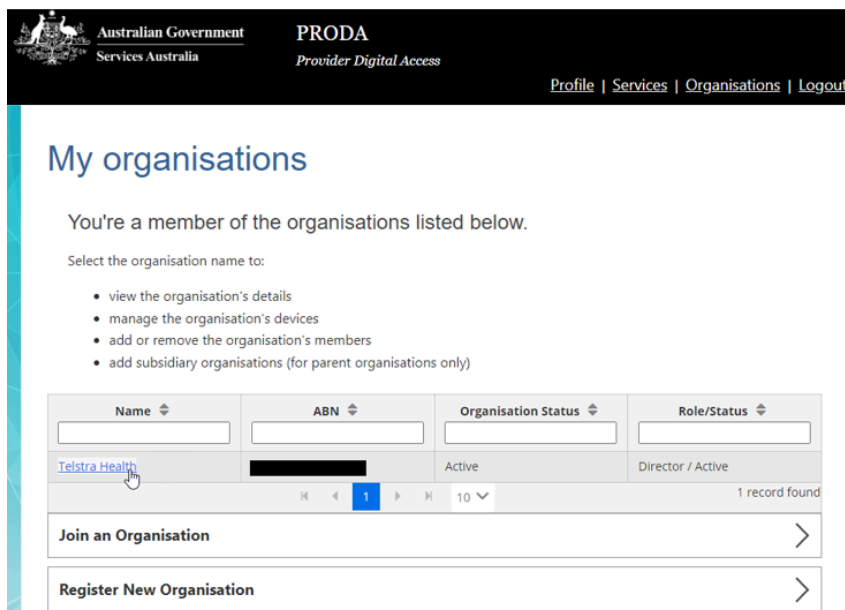 Australian Government
Services Australia
PRODA
Provider Digital Access
Profile | Services | Organisations | Logout
My organisations
You're a member of the organisations listed below.
Select the organisation name to:
• view the organisation's details
• manage the organisation's devices
• add or remove the organisation's members
• add subsidiary organisations (for parent organisations only)
Name ABN Organisation Status Role/Status
Telstra Health Active Director / Active
1 10 1 record found
Join an Organisation
Register New Organisation